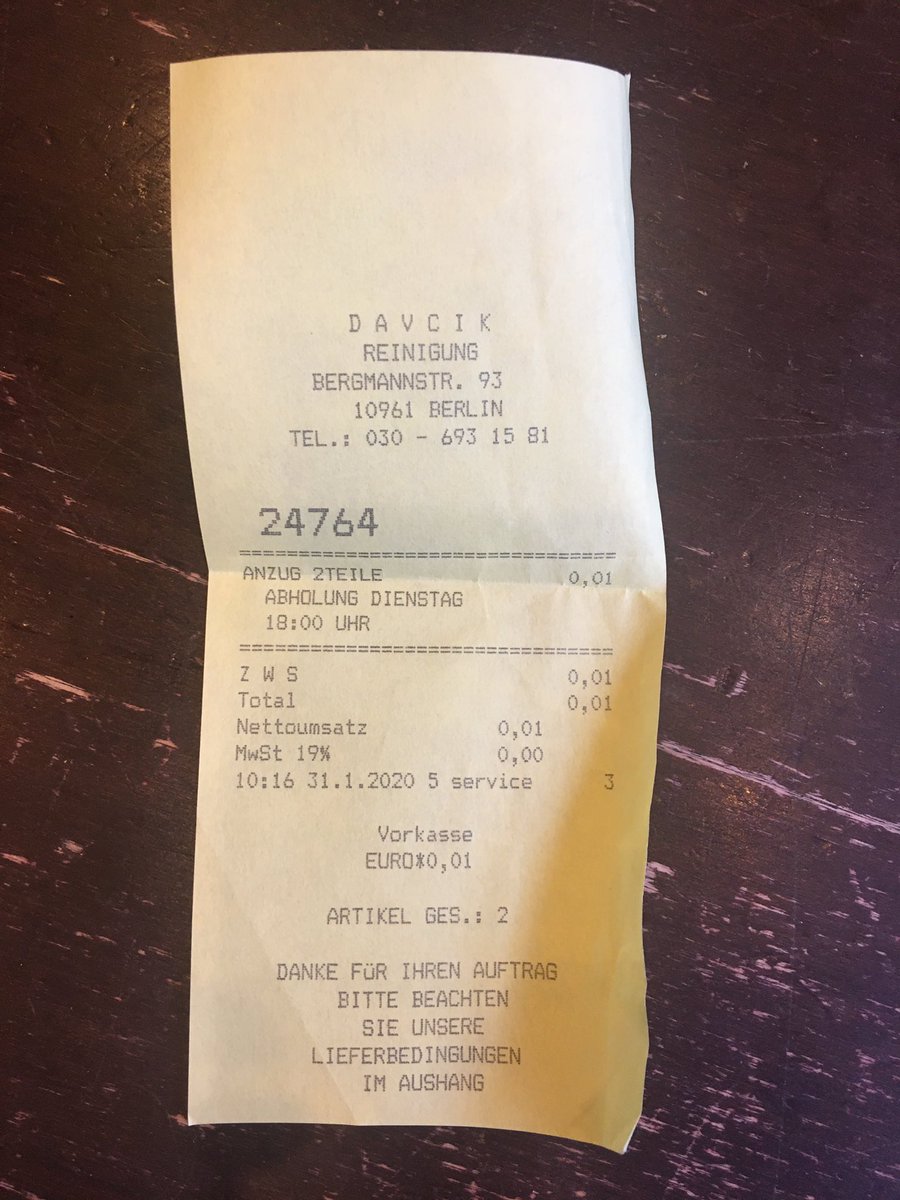 D A V C I K
REINIGUNG
BERGMANNSTR. 93
10961 BERLIN
TEL.: 030 - 693 15 81
24764
================================
ANZUG 2TEILE 0,01
ABHOLUNG DIENSTAG
18:00 UHR
================================
Z W S 0,01
Total 0,01
Nettoumsatz 0,01
MwSt 19% 0,00
10:16 31.1.2020 5 service 3
Vorkasse
EURO*0,01
ARTIKEL GES.: 2
DANKE FüR IHREN AUFTRAG
BITTE BEACHTEN
SIE UNSERE
LIEFERBEDINGUNGEN
IM AUSHANG